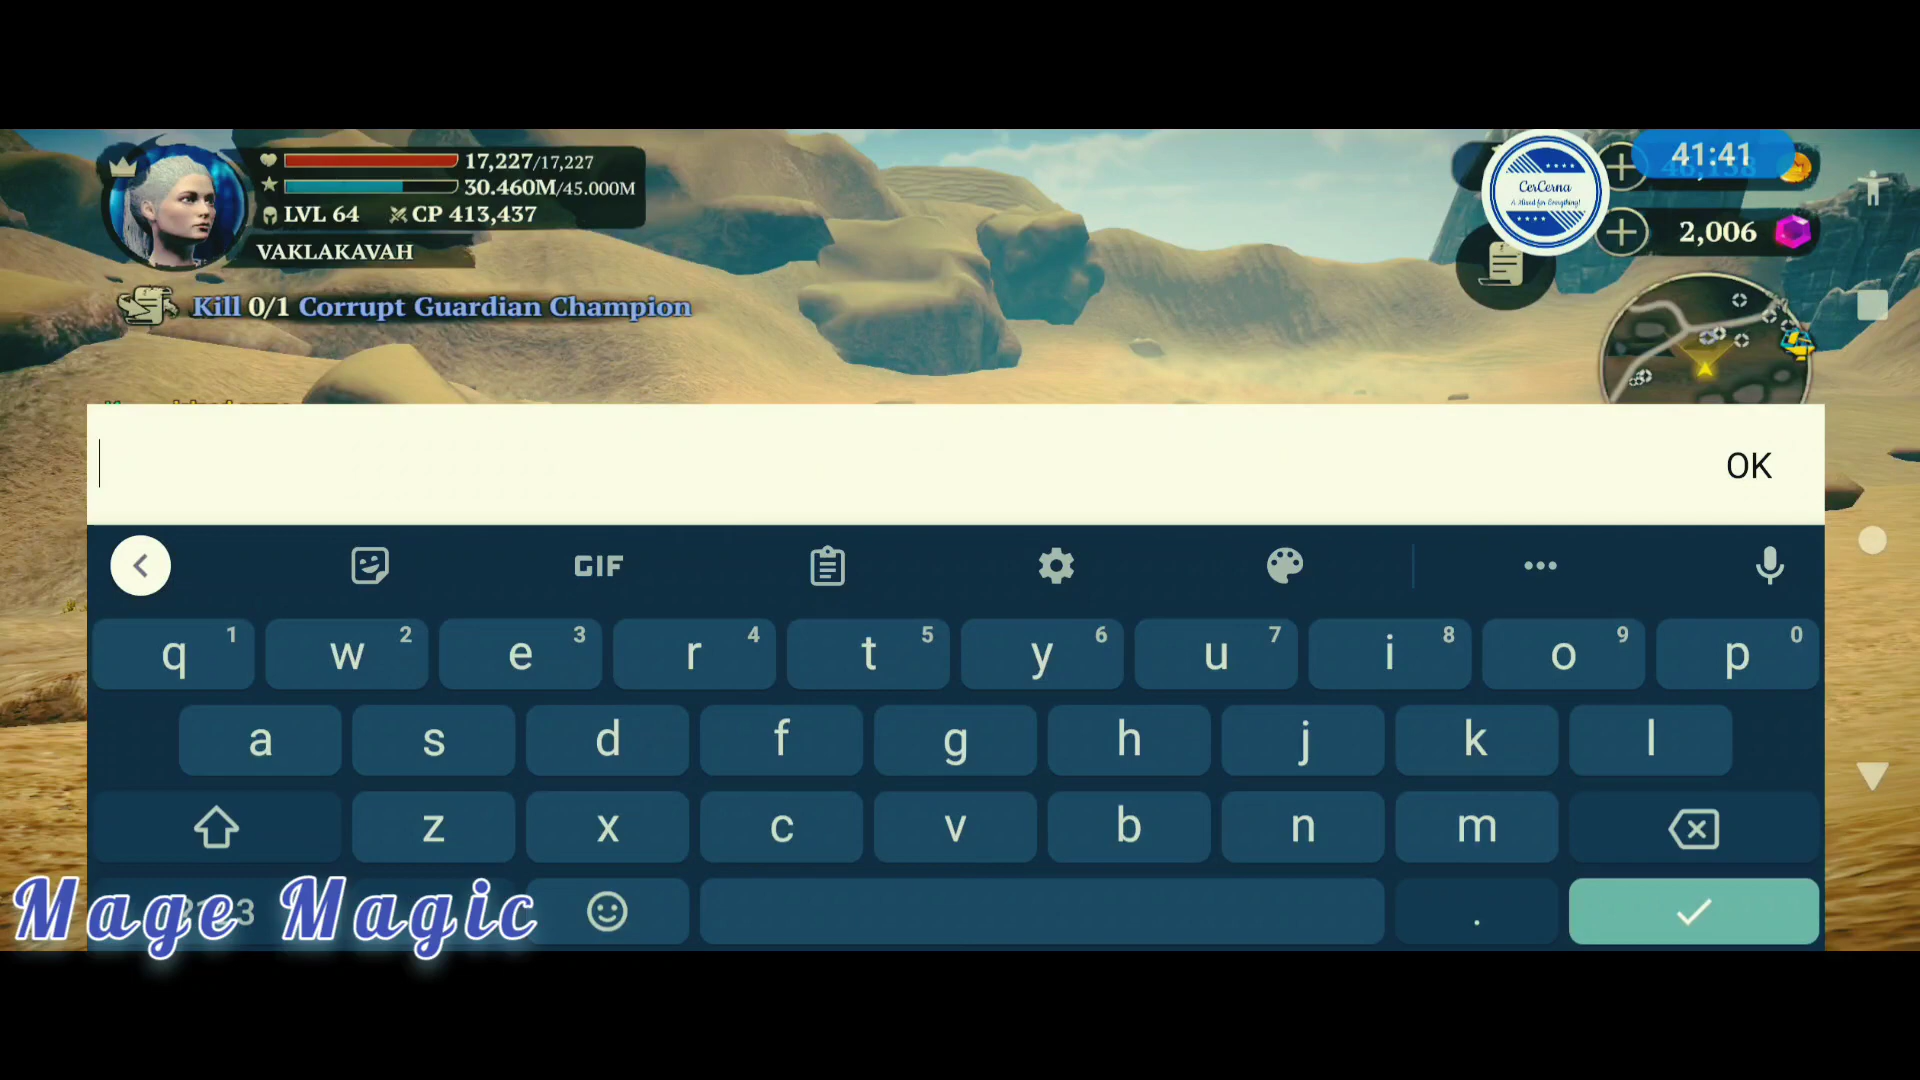 17,227/17,227
30.460M/45.000M
LVL 64 CP 413,437
VAKLAKAVAH
Kill 0/1 Corrupt Guardian Champion
CerCerna
41:41
2,006
OK
GIF
q 1 w 2 e 3 r 4 t 5 y 6 u 7 i 8 o 9 p 0
a s d f g h j k l
z x c v b n m
.
Mage Magic